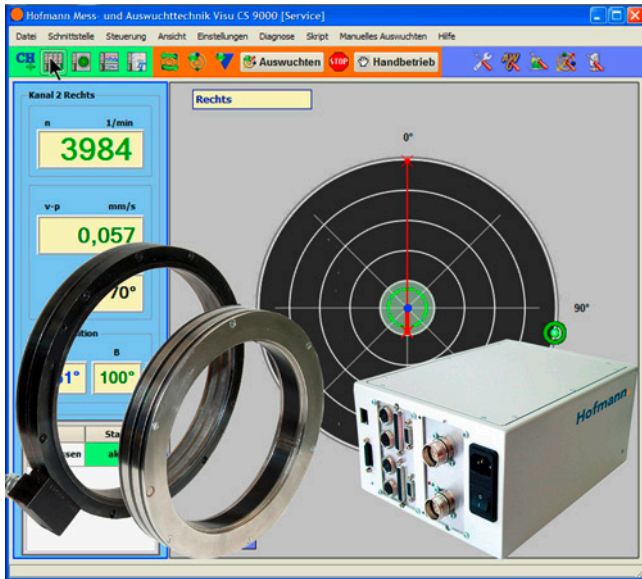 Hofmann Mess- und Auswuchttechnik Visu CS 9000 [Service]
Datei Schnittstelle Steuerung Ansicht Einstellungen Diagnose Skript Manuelles Auswuchten Hilfe
CH Auswuchten STOP Handbetrieb
Kanal 2 Rechts
Rechts
n 1/min
0°
3984
v-p mm/s
0,057
70°
90°
B
100°
Hofmann